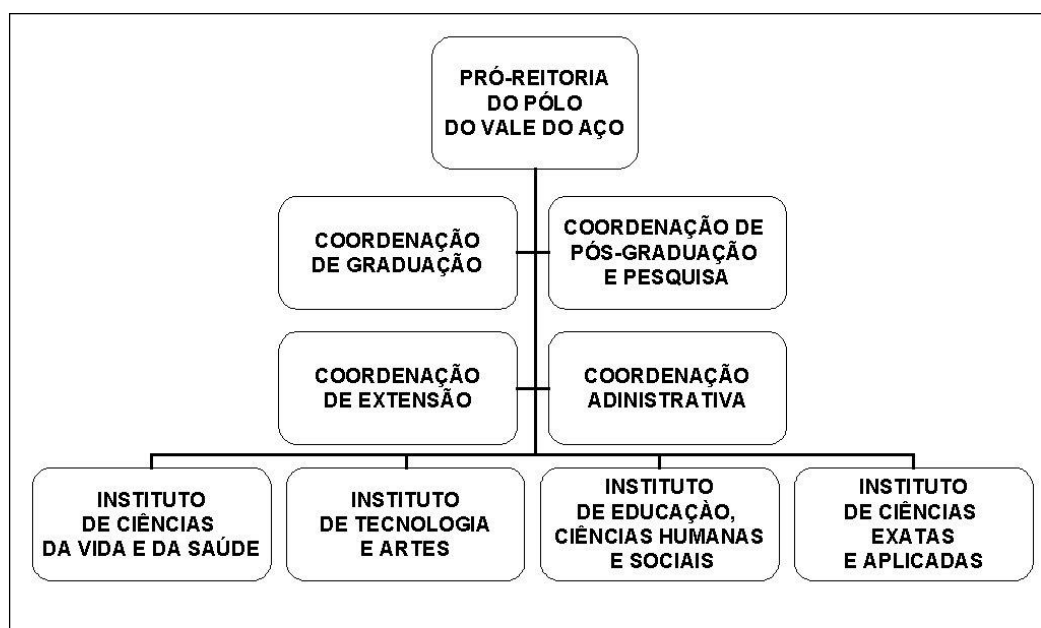 PRÓ-REITORIA
DO PÓLO
DO VALE DO AÇO
COORDENAÇÃO
DE GRADUAÇÃO
COORDENAÇÃO DE
PÓS-GRADUAÇÃO
E PESQUISA
COORDENAÇÃO
DE EXTENSÃO
COORDENAÇÃO
ADINISTRATIVA
INSTITUTO
DE CIÊNCIAS
DA VIDA E DA SAÚDE
INSTITUTO
DE TECNOLOGIA
E ARTES
INSTITUTO
DE EDUCAÇÀO,
CIÊNCIAS HUMANAS
E SOCIAIS
INSTITUTO
DE CIÊNCIAS
EXATAS
E APLICADAS